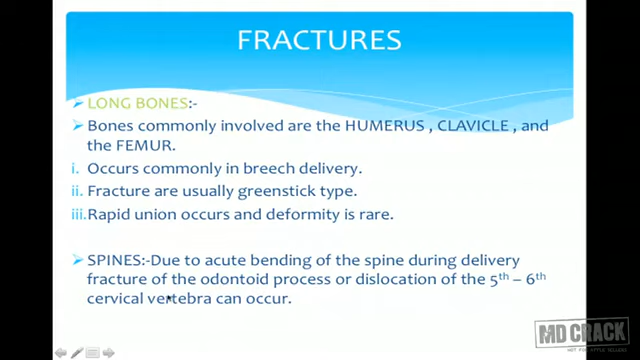 FRACTURES
LONG BONES:-
Bones commonly involved are the HUMERUS , CLAVICLE , and
the FEMUR.
i. Occurs commonly in breech delivery.
ii. Fracture are usually greenstick type.
iii. Rapid union occurs and deformity is rare.
SPINES:-Due to acute bending of the spine during delivery
fracture of the odontoid process or dislocation of the 5th – 6th
cervical vertebra can occur.
MD CRACK